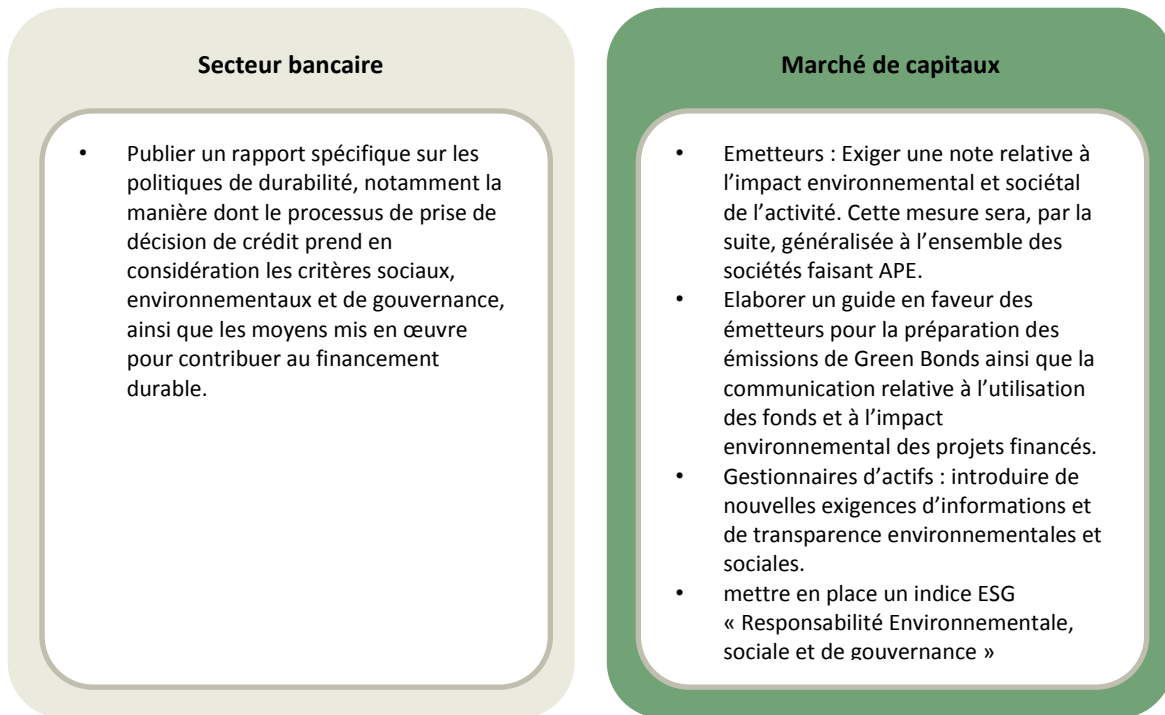 Secteur bancaire
• Publier un rapport spécifique sur les
politiques de durabilité, notamment la
manière dont le processus de prise de
décision de crédit prend en
considération les critères sociaux,
environnementaux et de gouvernance,
ainsi que les moyens mis en œuvre
pour contribuer au financement
durable.
Marché de capitaux
• Emetteurs : Exiger une note relative à
l’impact environnemental et sociétal
de l’activité. Cette mesure sera, par la
suite, généralisée à l’ensemble des
sociétés faisant APE.
• Elaborer un guide en faveur des
émetteurs pour la préparation des
émissions de Green Bonds ainsi que la
communication relative à l’utilisation
des fonds et à l’impact
environnemental des projets financés.
• Gestionnaires d’actifs : introduire de
nouvelles exigences d’informations et
de transparence environnementales et
sociales.
• mettre en place un indice ESG
« Responsabilité Environnementale,
sociale et de gouvernance »